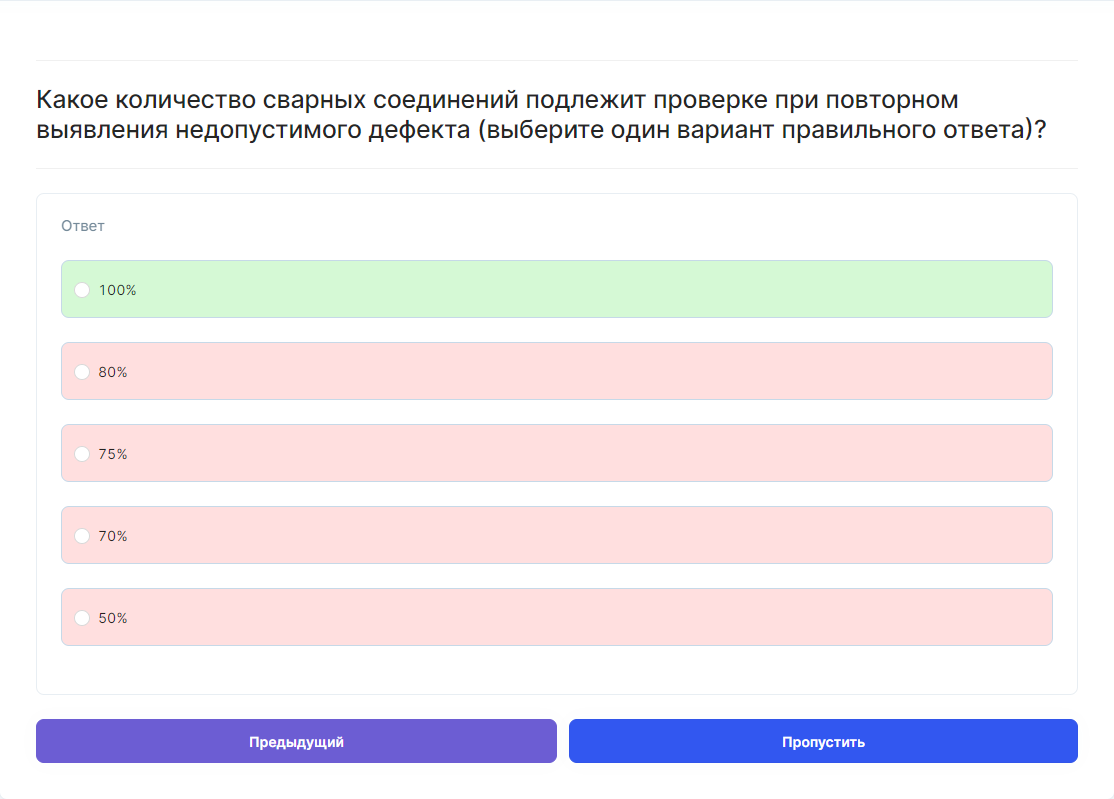 Какое количество сварных соединений подлежит проверке при повторном
выявления недопустимого дефекта (выберите один вариант правильного ответа)?
Ответ
100%
80%
75%
70%
50%
Предыдущий
Пропустить